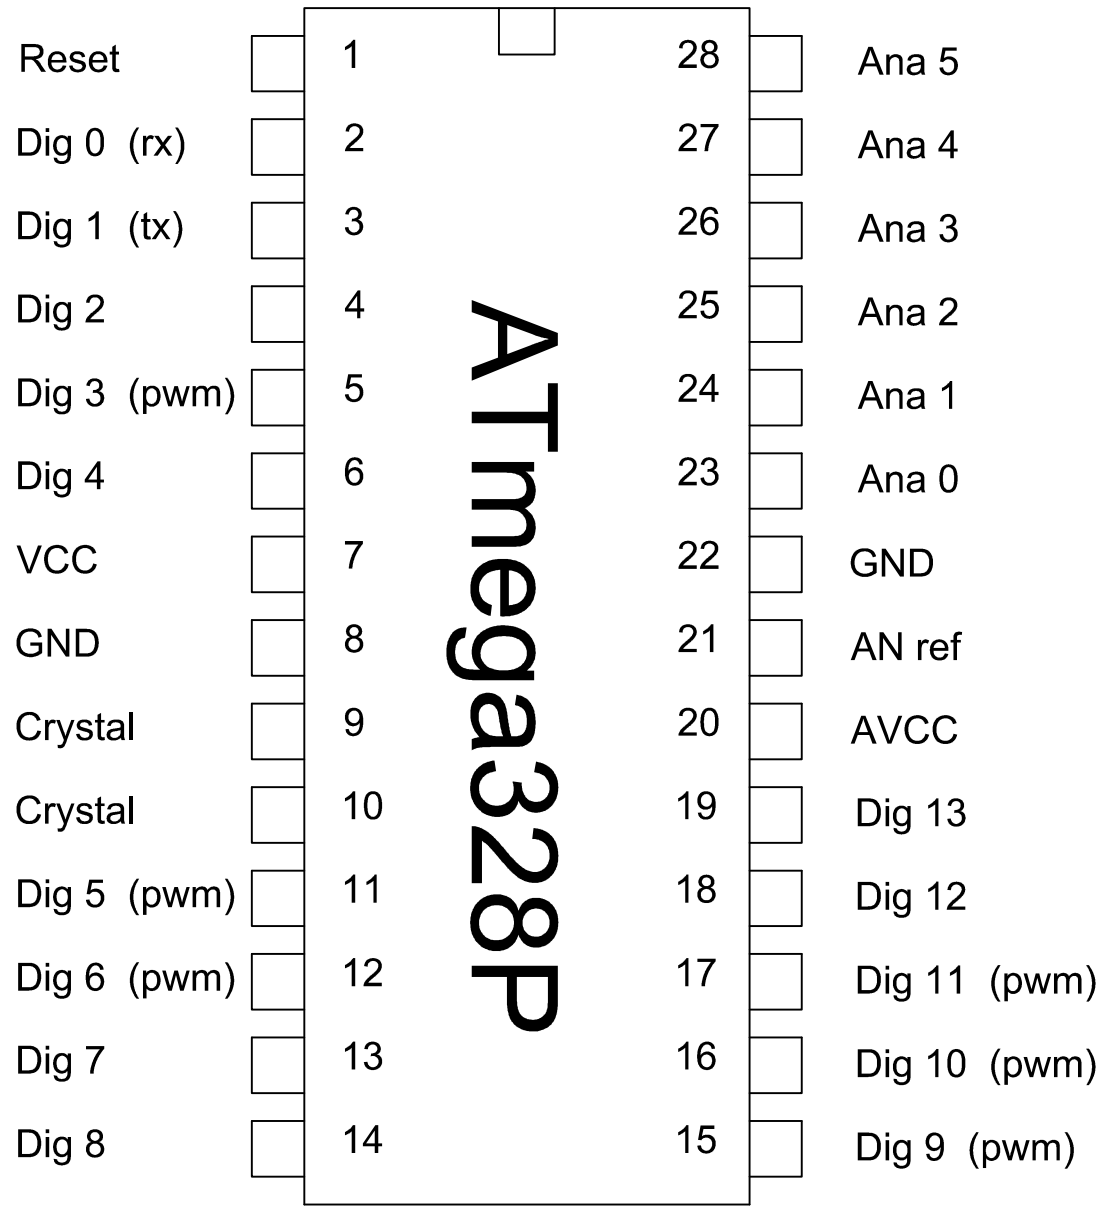 Reset 1 28 Ana 5
Dig 0 (rx) 2 27 Ana 4
Dig 1 (tx) 3 26 Ana 3
Dig 2 4 25 Ana 2
Dig 3 (pwm) 5 24 Ana 1
Dig 4 6 23 Ana 0
VCC 7 22 GND
GND 8 21 AN ref
Crystal 9 20 AVCC
Crystal 10 19 Dig 13
Dig 5 (pwm) 11 18 Dig 12
Dig 6 (pwm) 12 17 Dig 11 (pwm)
Dig 7 13 16 Dig 10 (pwm)
Dig 8 14 15 Dig 9 (pwm)
ATmega328P